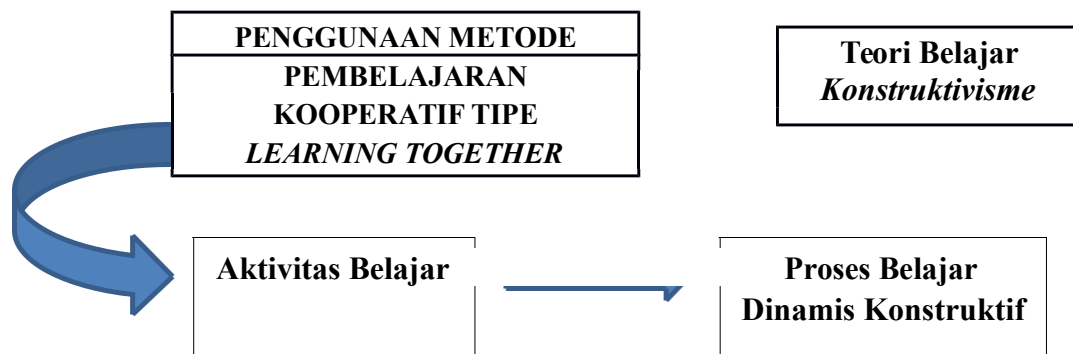 PENGGUNAAN METODE
PEMBELAJARAN
KOOPERATIF TIPE
LEARNING TOGETHER
Teori Belajar
Konstruktivisme
Aktivitas Belajar
Proses Belajar
Dinamis Konstruktif